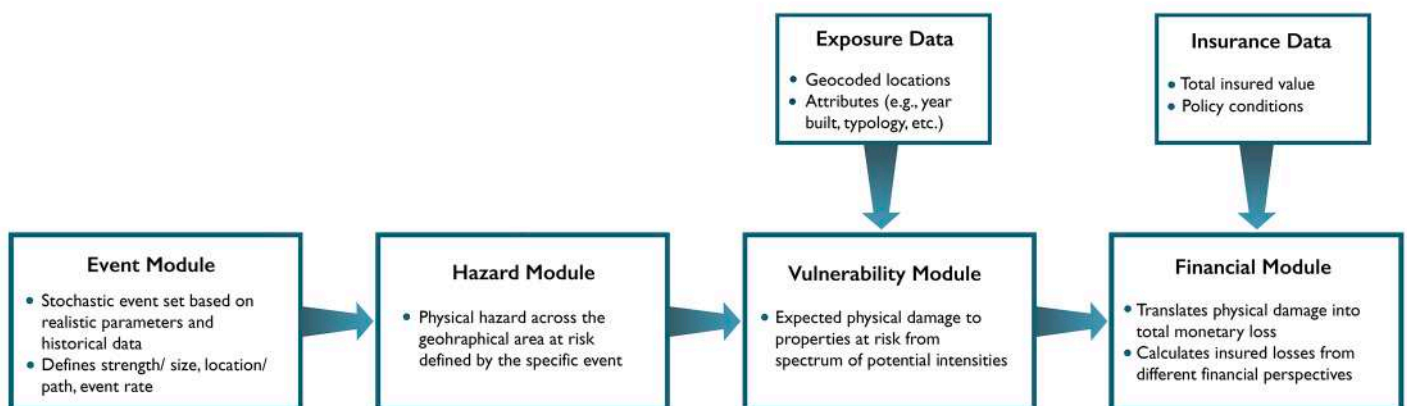 Exposure Data
• Geocoded locations
• Attributes (e.g., year
built, typology, etc.)
Insurance Data
• Total insured value
• Policy conditions
Event Module
• Stochastic event set based on
realistic parameters and
historical data
• Defines strength/ size, location/
path, event rate
Hazard Module
• Physical hazard across the
geohraphical area at risk
defined by the specific event
Vulnerability Module
• Expected physical damage to
properties at risk from
spectrum of potential intensities
Financial Module
• Translates physical damage into
total monetary loss
• Calculates insured losses from
different financial perspectives